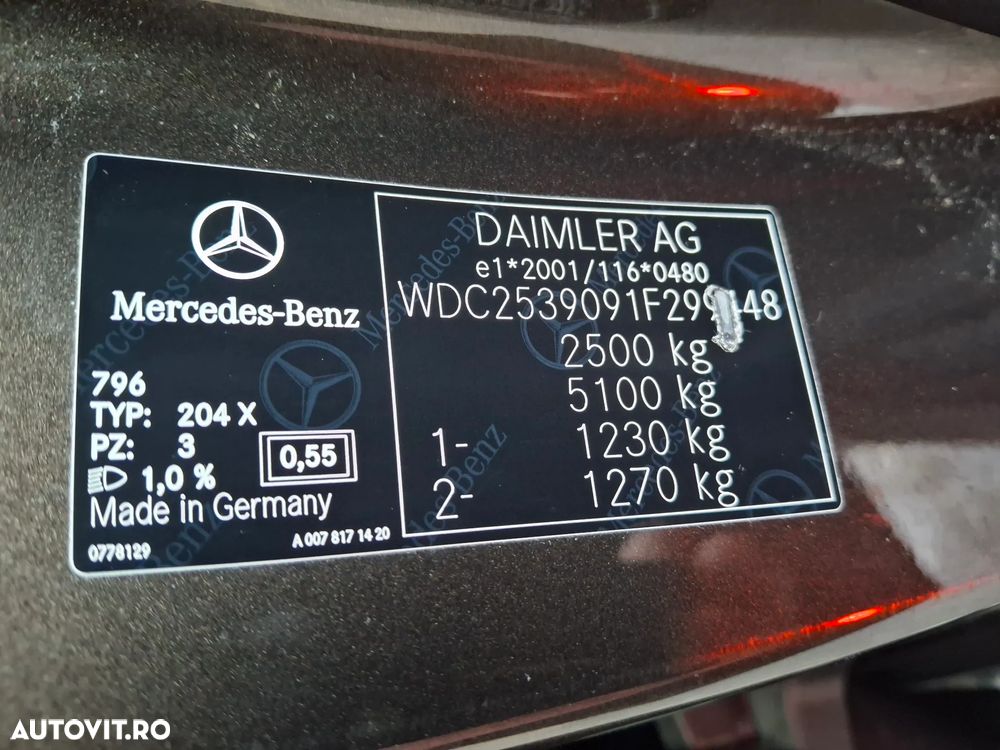 Mercedes-Benz
796
TYP: 204 X
PZ: 3
0,55
1,0 %
Made in Germany
0778129
A 007 817 14 20
DAIMLER AG
e1*2001/116*0480
2500 kg
5100 kg
1- 1230 kg
2- 1270 kg
AUTOVIT.RO